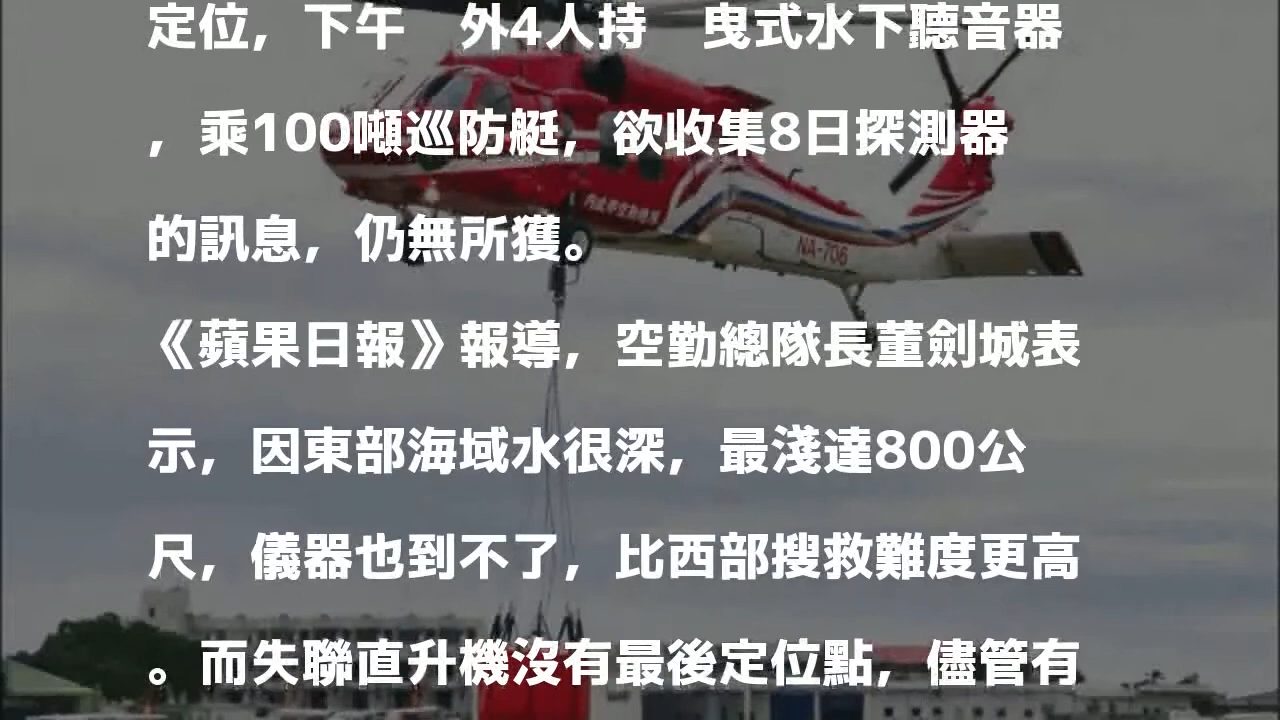 定位，下午　外4人持　曳式水下聽音器
，乘100噸巡防艇，欲收集8日探測器
的訊息，仍無所獲。
《蘋果日報》報導，空勤總隊長董劍城表
示，因東部海域水很深，最淺達800公
尺，儀器也到不了，比西部搜救難度更高
。而失聯直升機沒有最後定位點，儘管有
NA-706